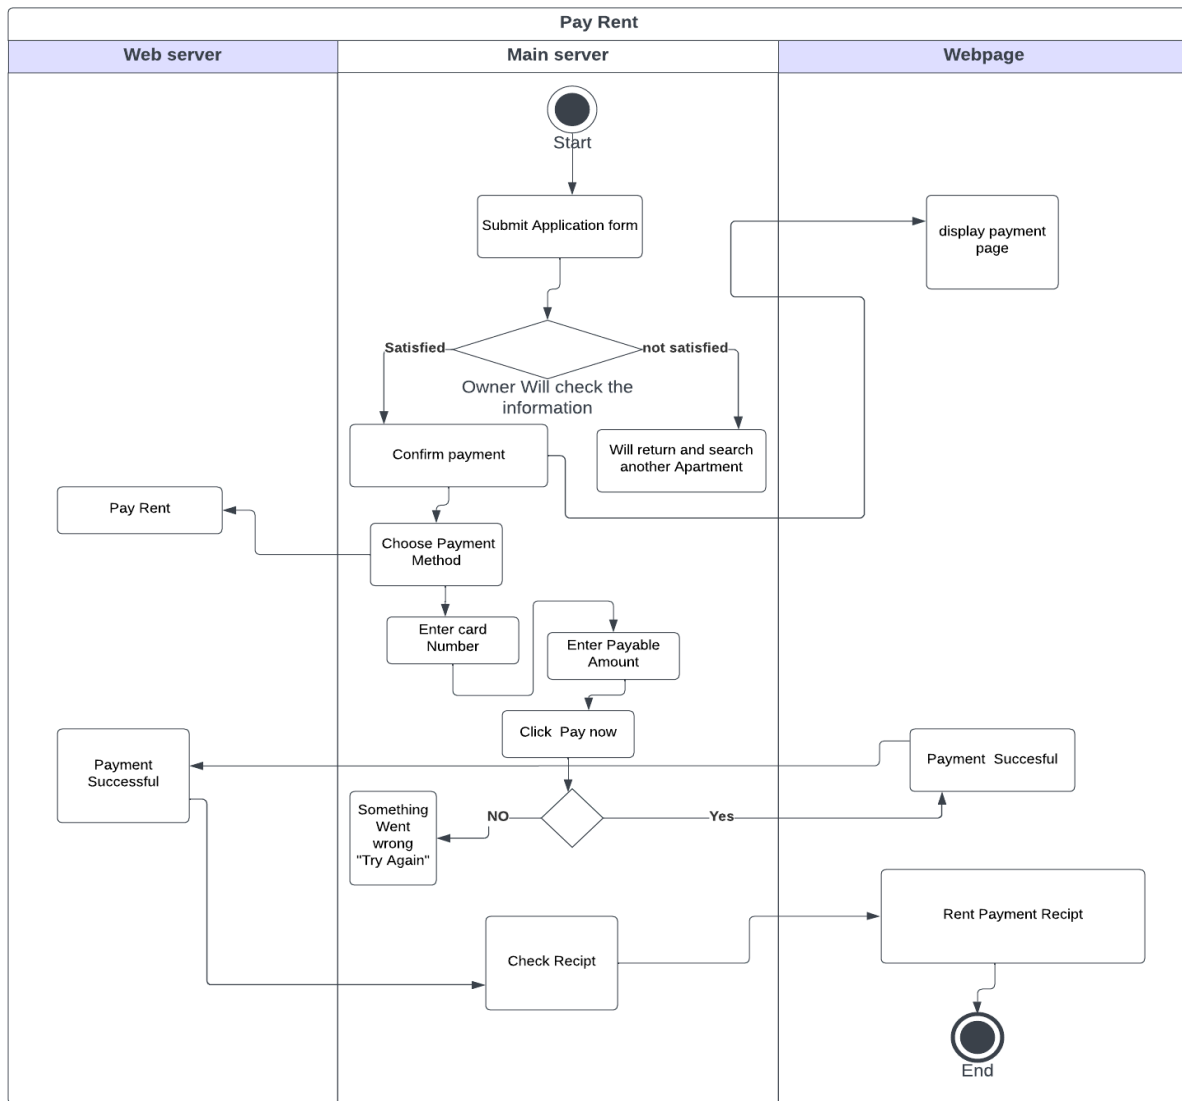 Pay Rent
Web server
Main server
Webpage
Start
Submit Application form
display payment
page
Satisfied
not satisfied
Owner Will check the
information
Confirm payment
Will return and search
another Apartment
Pay Rent
Choose Payment
Method
Enter card
Number
Enter Payable
Amount
Click  Pay now
Payment
Successful
Payment  Succesful
Something
Went
wrong
"Try Again"
NO
Yes
Rent Payment Recipt
Check Recipt
End